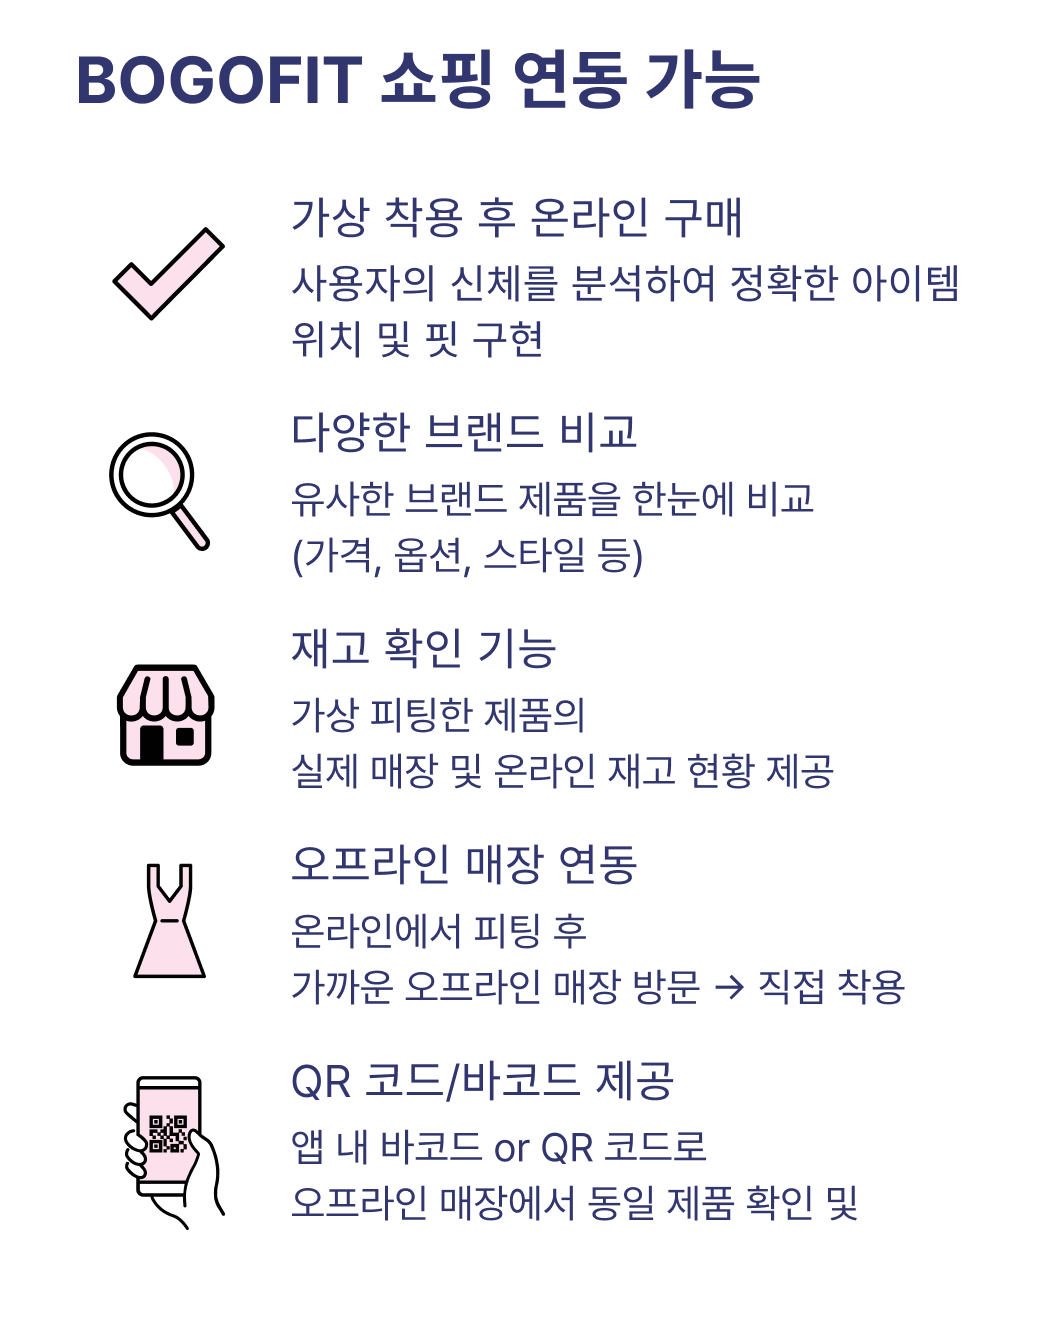 BOGOFIT 쇼핑 연동 가능
가상 착용 후 온라인 구매
사용자의 신체를 분석하여 정확한 아이템
위치 및 핏 구현
다양한 브랜드 비교
유사한 브랜드 제품을 한눈에 비교
(가격, 옵션, 스타일 등)
재고 확인 기능
가상 피팅한 제품의
실제 매장 및 온라인 재고 현황 제공
오프라인 매장 연동
온라인에서 피팅 후
가까운 오프라인 매장 방문 → 직접 착용
QR 코드/바코드 제공
앱 내 바코드 or QR 코드로
오프라인 매장에서 동일 제품 확인 및